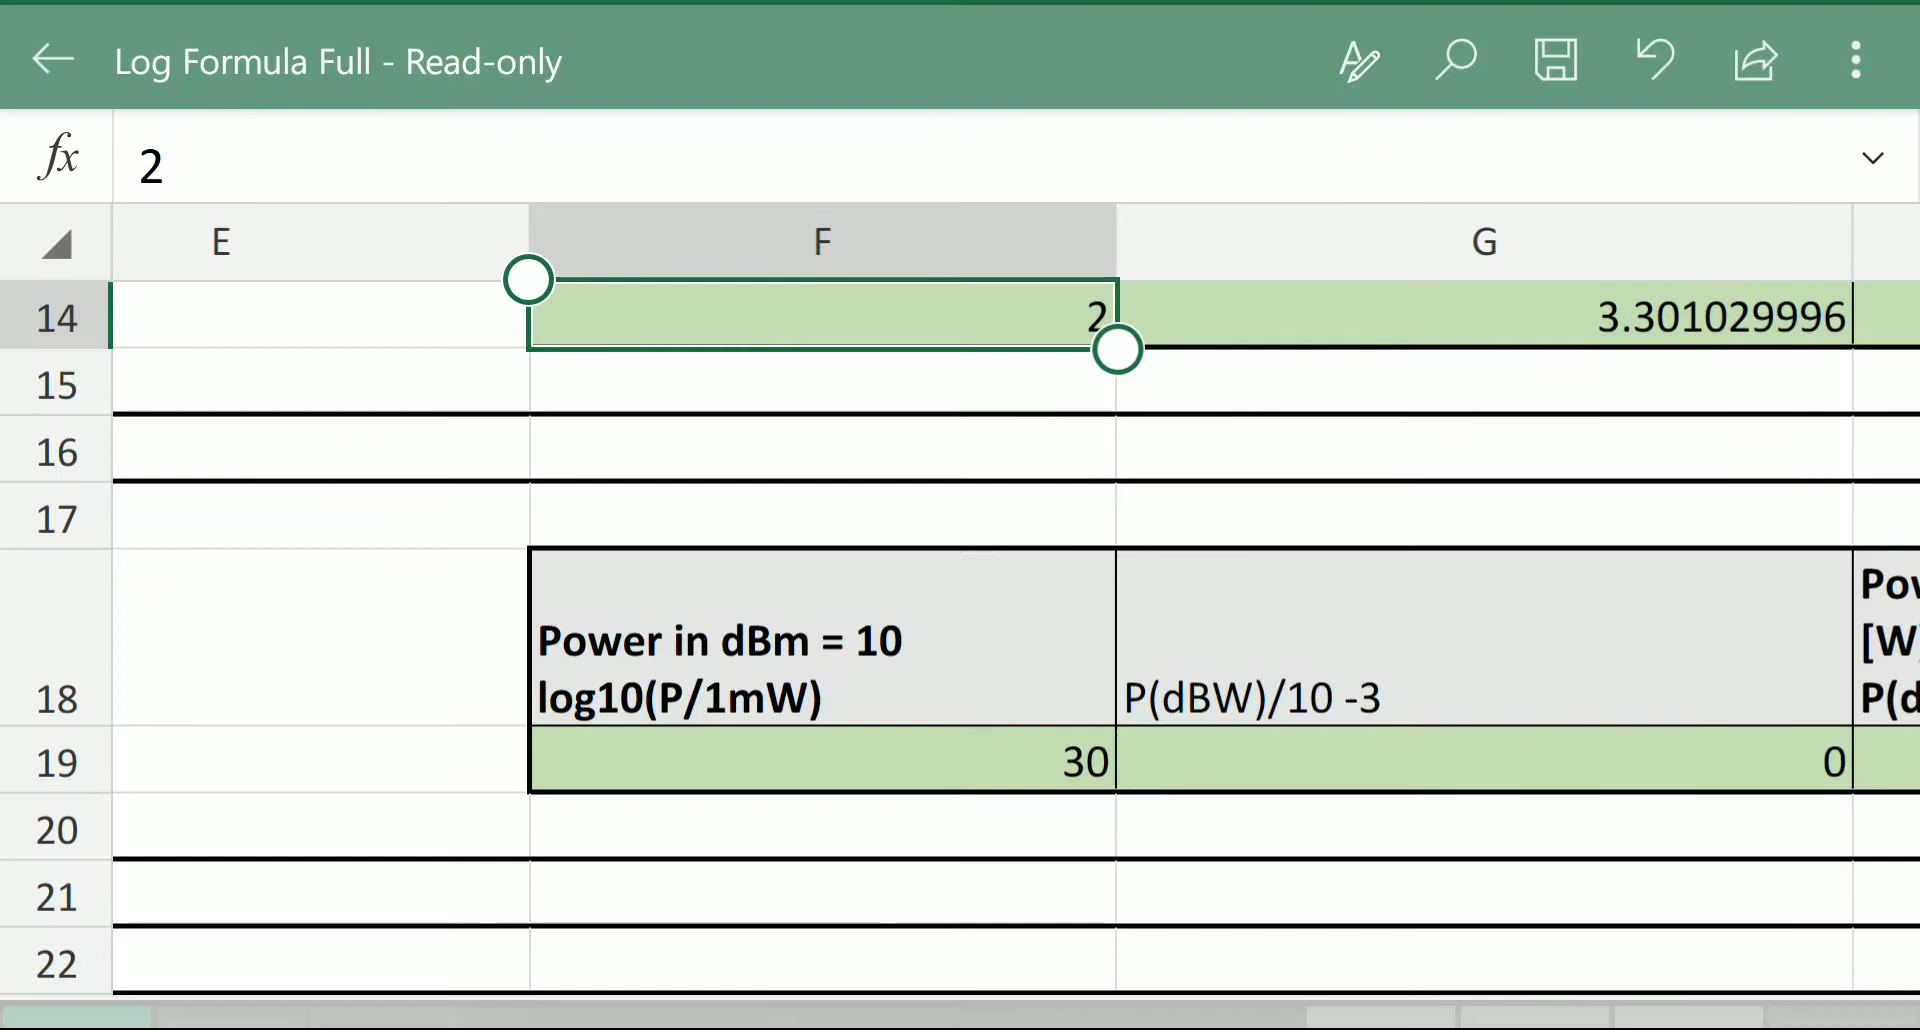 Log Formula Full - Read-only
fx 2
E F G
14 2 3.301029996
15
16
17
18 Power in dBm = 10 log10(P/1mW) P(dBW)/10 -3 Pow [W] P(d
19 30 0
20
21
22